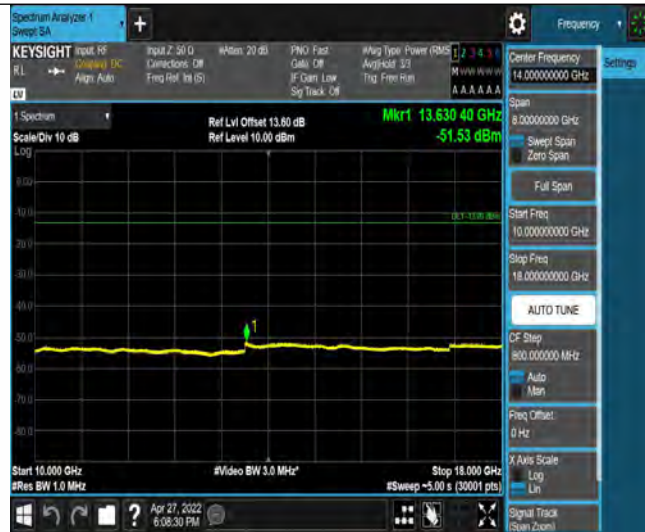 Spectrum Analyzer 1
Swept SA
+
Frequency
KEYSIGHT
Input: RF
Coupling: DC
Align: Auto
Input Z: 50 Ω
Corrections: Off
Freq Ref: Int (S)
#Atten: 20 dB
PNO: Fast
Gate: Off
IF Gain: Low
Sig Track: Off
#Avg Type: Power (RMS
Avg|Hold: 3/3
Trig: Free Run
1 2 3 4 5 6
A A A A A A
RL
LV
1 Spectrum
Scale/Div 10 dB
Log
Ref Lvl Offset 13.60 dB
Ref Level 10.00 dBm
Mkr1 13.630 40 GHz
-51.53 dBm
0.00
-10.0
-30.0
-40.0
-50.0
-60.0
-80.0
DL1 -13.00 dBm
1
Start 10.000 GHz
#Res BW 1.0 MHz
#Video BW 3.0 MHz*
Stop 18.000 GHz
#Sweep ~5.00 s (30001 pts)
Center Frequency
14.000000000 GHz
Settings
Span
8.00000000 GHz
Swept Span
Zero Span
Full Span
Start Freq
10.000000000 GHz
Stop Freq
18.000000000 GHz
AUTO TUNE
CF Step
800.000000 MHz
Auto
Man
Freq Offset
0 Hz
X Axis Scale
Log
Lin
Signal Track
(Span Zoom)
?
Apr 27, 2022
6:08:30 PM